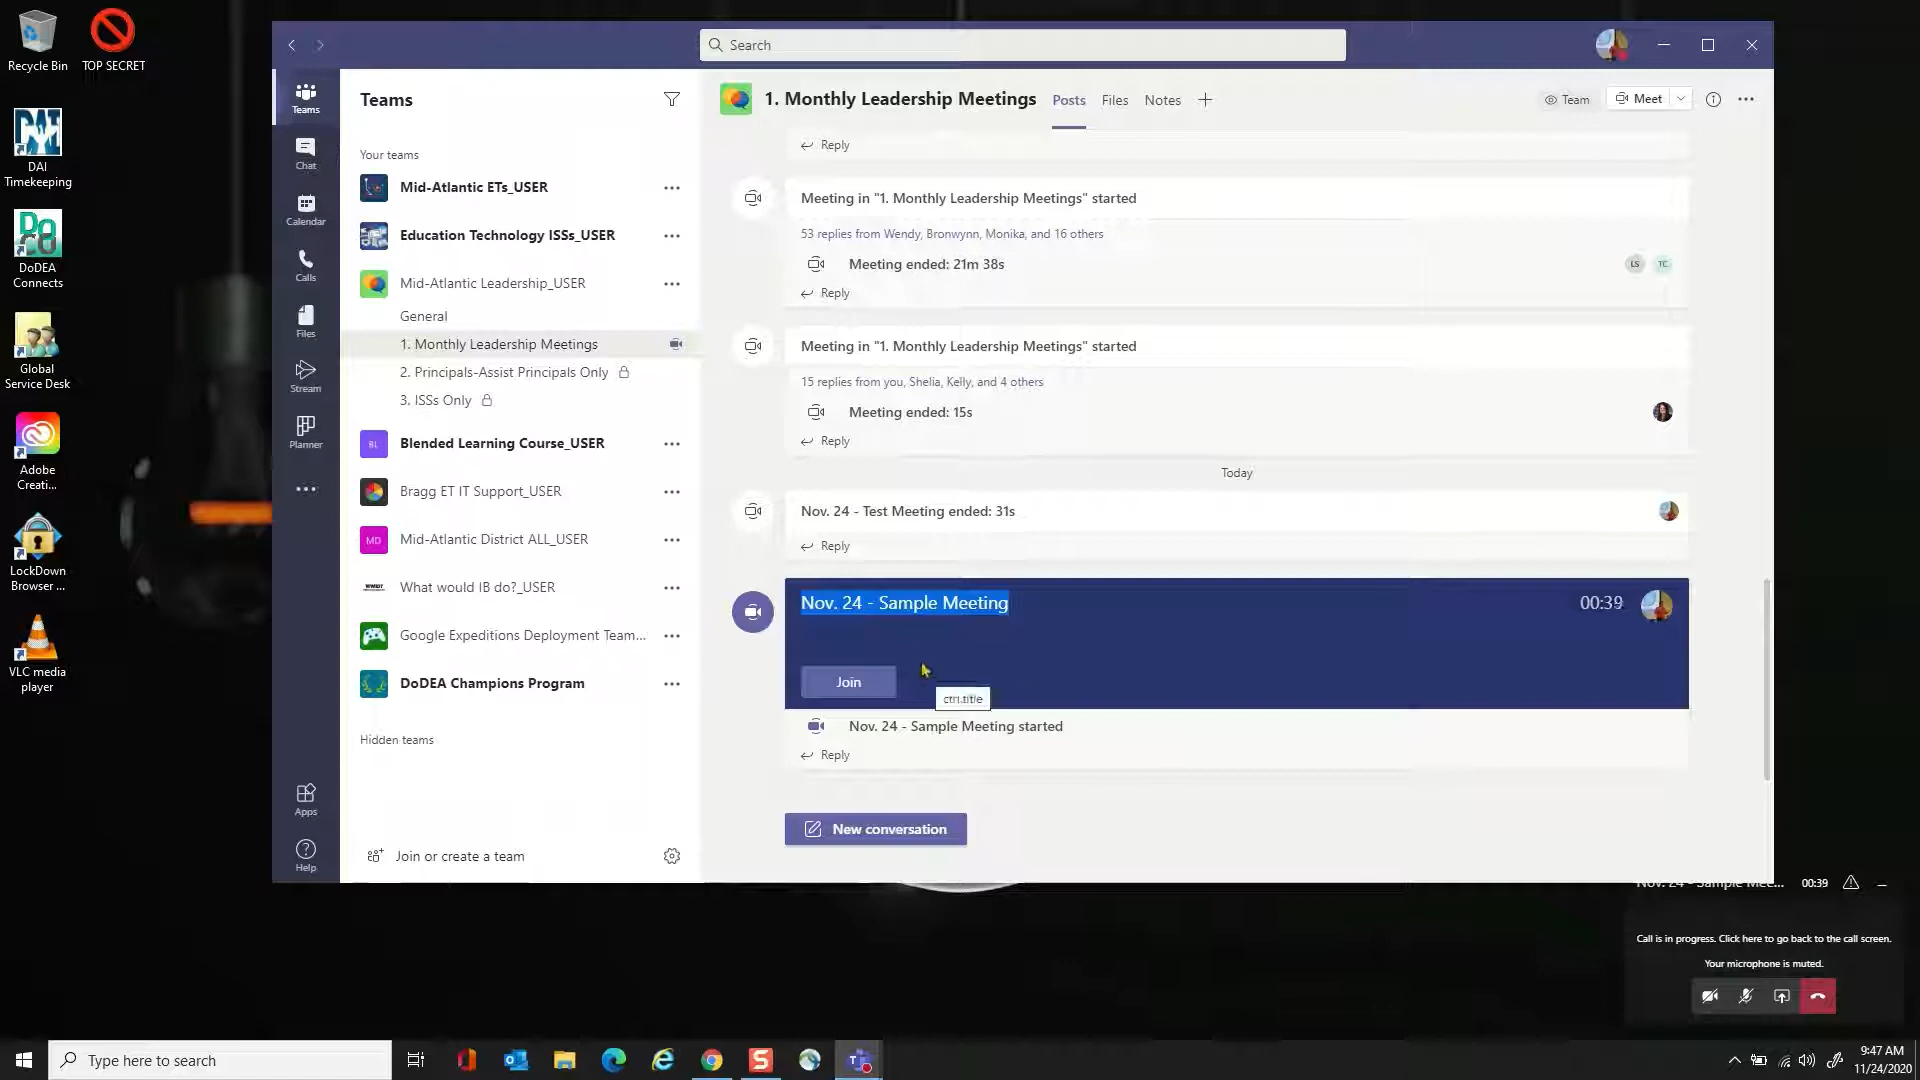 Recycle Bin
TOP SECRET
DAI
Timekeeping
DoDEA
Connects
Global
Service Desk
Adobe
Creati...
LockDown
Browser ...
VLC media
player
Search
Teams
Chat
Calendar
Calls
Files
Stream
Planner
Apps
Help
Teams
Your teams
Mid-Atlantic ETs_USER
Education Technology ISSs_USER
Mid-Atlantic Leadership_USER
General
1. Monthly Leadership Meetings
2. Principals-Assist Principals Only
3. ISSs Only
BL Blended Learning Course_USER
Bragg ET IT Support_USER
MD Mid-Atlantic District ALL_USER
What would IB do?_USER
Google Expeditions Deployment Team...
DoDEA Champions Program
Hidden teams
Join or create a team
1. Monthly Leadership Meetings Posts Files Notes Team Meet
Reply
Meeting in "1. Monthly Leadership Meetings" started
53 replies from Wendy, Bronwynn, Monika, and 16 others
Meeting ended: 21m 38s LS TC
Reply
Meeting in "1. Monthly Leadership Meetings" started
15 replies from you, Shelia, Kelly, and 4 others
Meeting ended: 15s
Reply
Today
Nov. 24 - Test Meeting ended: 31s
Reply
Nov. 24 - Sample Meeting 00:39
Join
ctrl.title
Nov. 24 - Sample Meeting started
Reply
New conversation
Nov. 24 - Sample Mee... 00:39
Call is in progress. Click here to go back to the call screen.
Your microphone is muted.
Type here to search
9:47 AM
11/24/2020